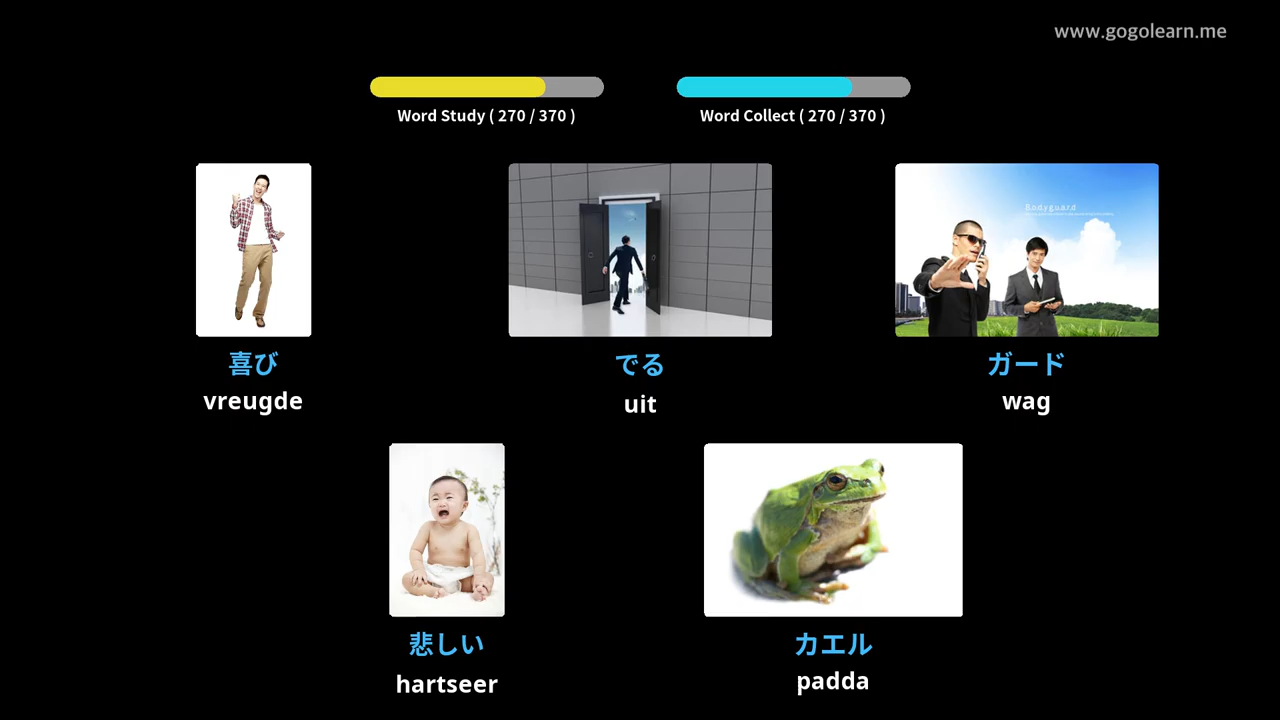 www.gogolearn.me
Word Study ( 270 / 370 )
Word Collect ( 270 / 370 )
Bodyguard
喜び
vreugde
でる
uit
ガード
wag
悲しい
hartseer
カエル
padda